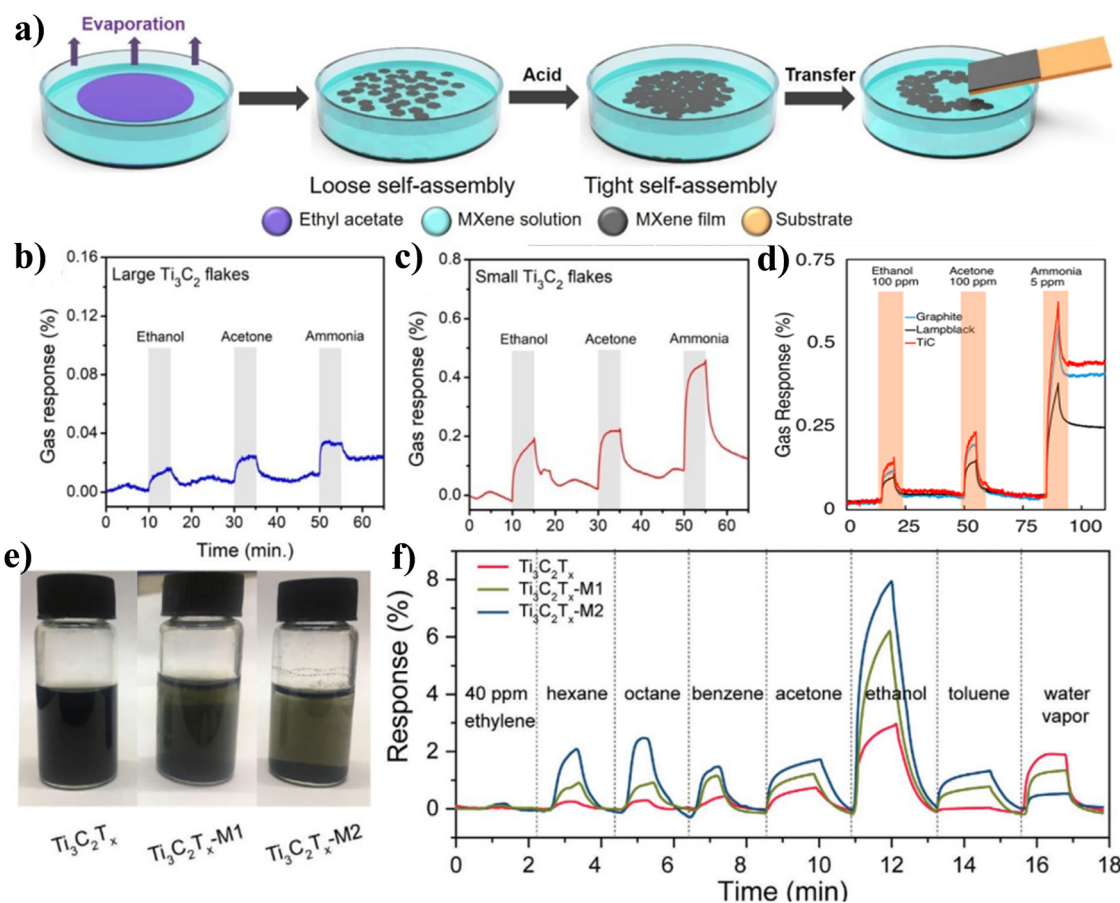 a)
Evaporation
Acid
Transfer
Loose self-assembly
Tight self-assembly
Ethyl acetate
MXene solution
MXene film
Substrate
b)
Large Ti₃C₂ flakes
Ethanol
Acetone
Ammonia
Gas response (%)
0.16
0.12
0.08
0.04
0.00
0 10 20 30 40 50 60
Time (min.)
c)
Small Ti₃C₂ flakes
Ethanol
Acetone
Ammonia
Gas response (%)
0.8
0.6
0.4
0.2
0.0
0 10 20 30 40 50 60
Time (min.)
d)
Ethanol
100 ppm
Acetone
100 ppm
Ammonia
5 ppm
Graphite
Lampblack
TiC
Gas Response (%)
0.75
0.5
0.25
0
0 25 50 75 100
e)
Ti₃C₂Tₓ
Ti₃C₂Tₓ-M1
Ti₃C₂Tₓ-M2
f)
Ti₃C₂Tₓ
Ti₃C₂Tₓ-M1
Ti₃C₂Tₓ-M2
Response (%)
8
6
4
2
0
40 ppm
ethylene
hexane
octane
benzene
acetone
ethanol
toluene
water
vapor
0 2 4 6 8 10 12 14 16 18
Time (min)